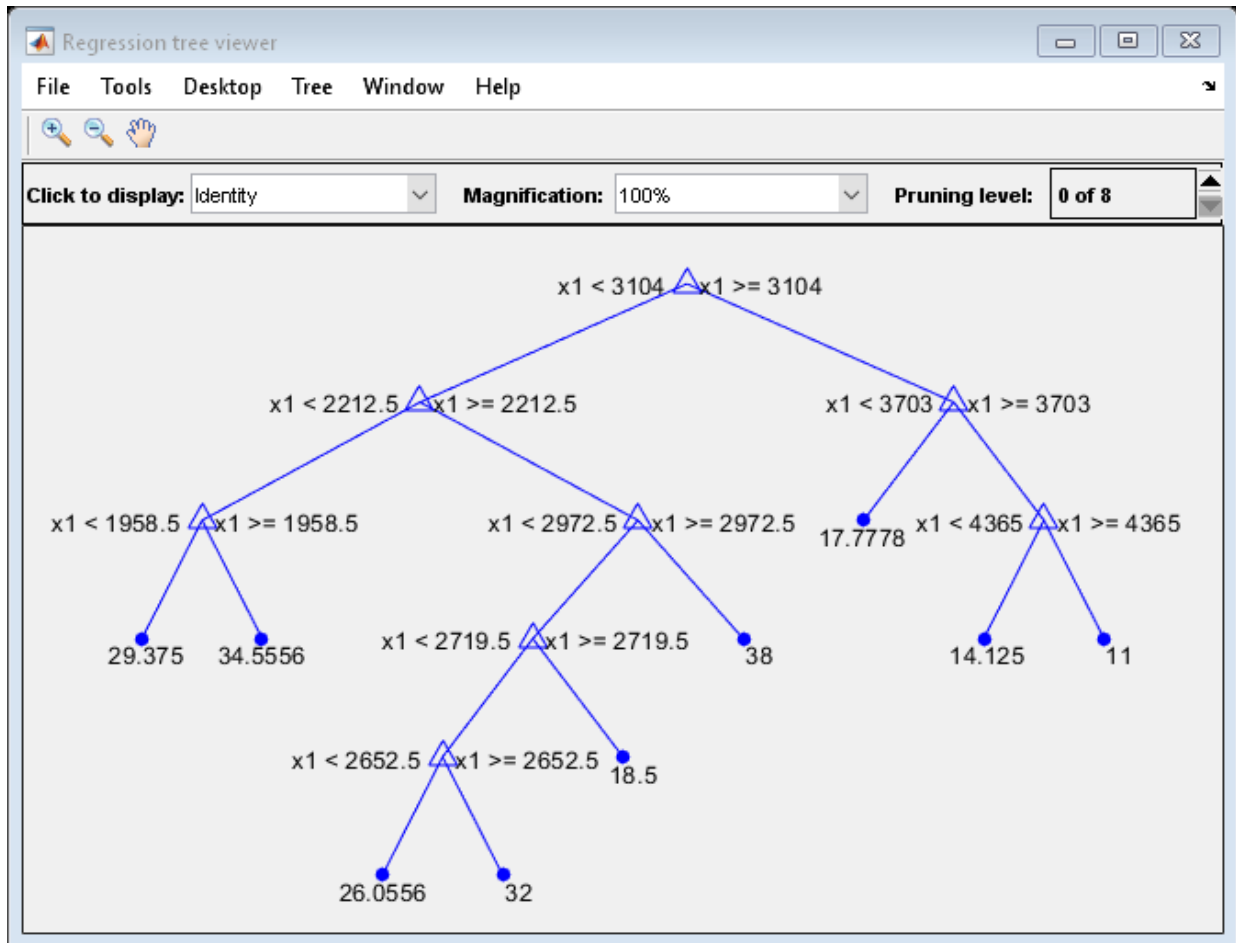 Regression tree viewer
File Tools Desktop Tree Window Help
Click to display: Identity Magnification: 100% Pruning level: 0 of 8
x1 < 3104 x1 >= 3104
x1 < 2212.5 x1 >= 2212.5 x1 < 3703 x1 >= 3703
x1 < 1958.5 x1 >= 1958.5 x1 < 2972.5 x1 >= 2972.5 17.7778 x1 < 4365 x1 >= 4365
29.375 34.5556 x1 < 2719.5 x1 >= 2719.5 38 14.125 11
x1 < 2652.5 x1 >= 2652.5 18.5
26.0556 32